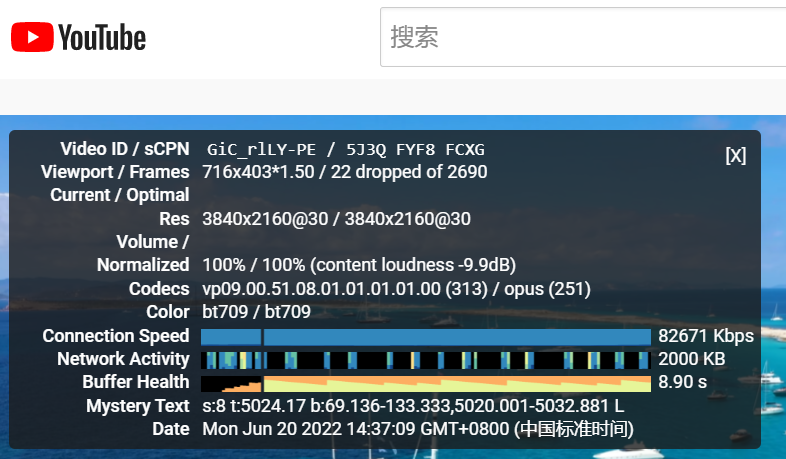 YouTube
搜索
Video ID / sCPN GiC_rlLY-PE / 5J3Q FYF8 FCXG
[X]
Viewport / Frames 716x403*1.50 / 22 dropped of 2690
Current / Optimal
Res 3840x2160@30 / 3840x2160@30
Volume /
Normalized 100% / 100% (content loudness -9.9dB)
Codecs vp09.00.51.08.01.01.01.01.00 (313) / opus (251)
Color bt709 / bt709
Connection Speed 82671 Kbps
Network Activity 2000 KB
Buffer Health 8.90 s
Mystery Text s:8 t:5024.17 b:69.136-133.333,5020.001-5032.881 L
Date Mon Jun 20 2022 14:37:09 GMT+0800 (中国标准时间)